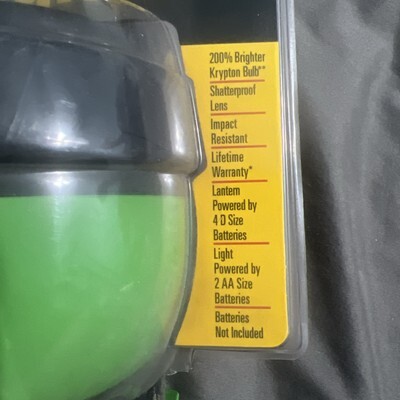 200% Brighter
Krypton Bulb**
Shatterproof
Lens
Impact
Resistant
Lifetime
Warranty*
Lantern
Powered by
4 D Size
Batteries
Light
Powered by
2 AA Size
Batteries
Batteries
Not Included